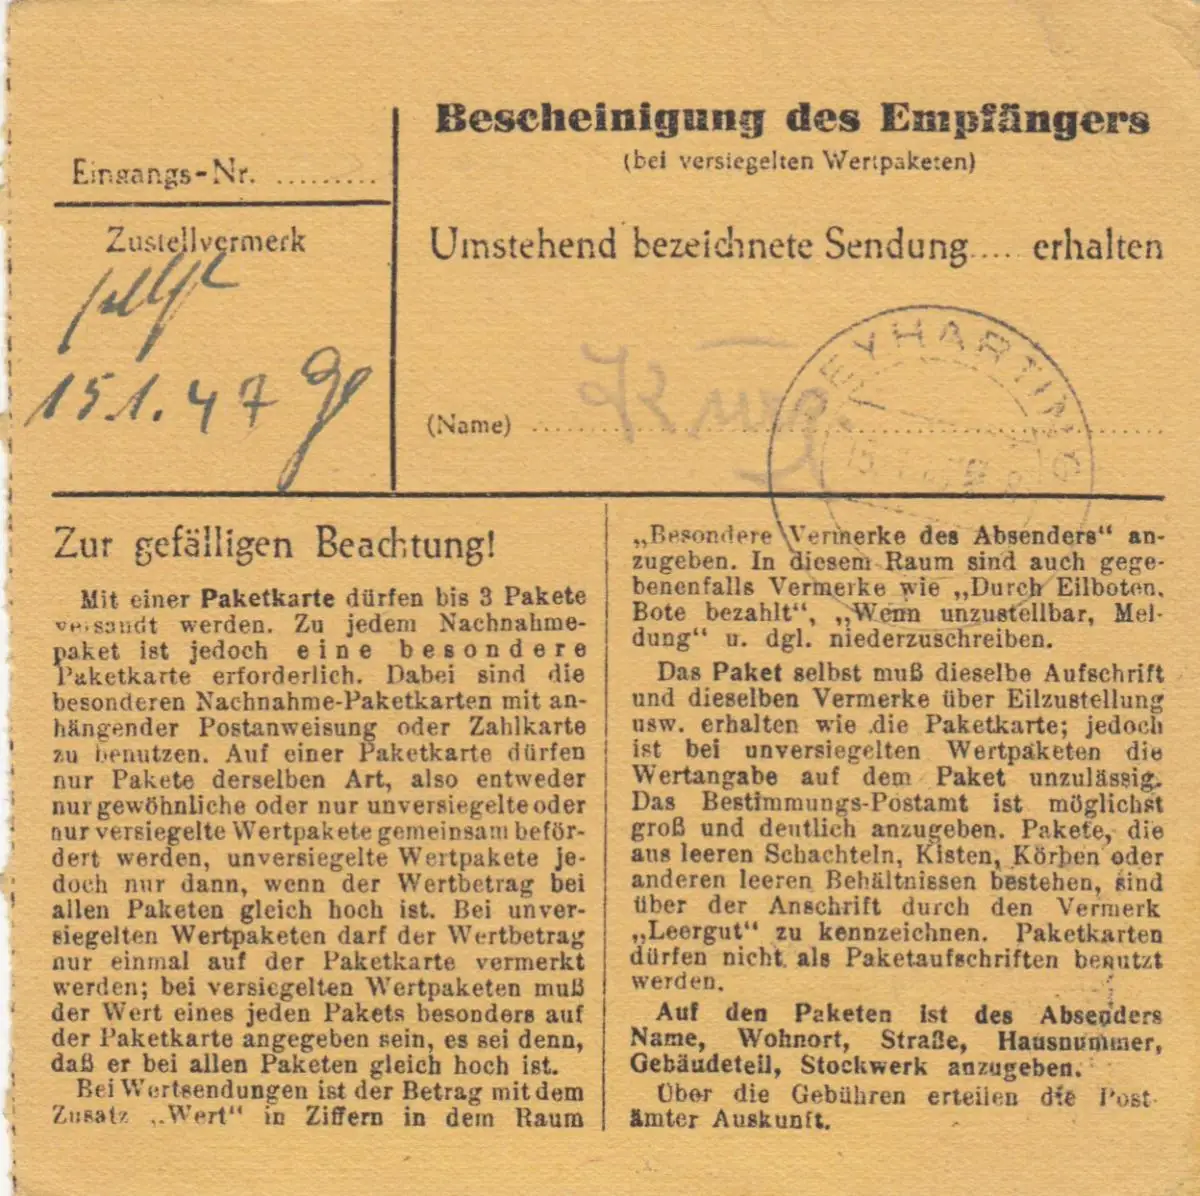 Bescheinigung des Empfängers
(bei versiegelten Wertpaketen)
Eingangs-Nr. .........
Zustellvermerk
selbst
15.1.47
Umstehend bezeichnete Sendung.... erhalten
(Name)
EYHARTING
Zur gefälligen Beachtung!
Mit einer Paketkarte dürfen bis 3 Pakete
versandt werden. Zu jedem Nachnahme-
paket ist jedoch eine besondere
Paketkarte erforderlich. Dabei sind die
besonderen Nachnahme-Paketkarten mit an-
hängender Postanweisung oder Zahlkarte
zu benutzen. Auf einer Paketkarte dürfen
nur Pakete derselben Art, also entweder
nur gewöhnliche oder nur unversiegelte oder
nur versiegelte Wertpakete gemeinsam beför-
dert werden, unversiegelte Wertpakete je-
doch nur dann, wenn der Wertbetrag bei
allen Paketen gleich hoch ist. Bei unver-
siegelten Wertpaketen darf der Wertbetrag
nur einmal auf der Paketkarte vermerkt
werden; bei versiegelten Wertpaketen muß
der Wert eines jeden Pakets besonders auf
der Paketkarte angegeben sein, es sei denn,
daß er bei allen Paketen gleich hoch ist.
Bei Wertsendungen ist der Betrag mit dem
Zusatz „Wert" in Ziffern in dem Raum
„Besondere Vermerke des Absenders" an-
zugeben. In diesem Raum sind auch gege-
benenfalls Vermerke wie „Durch Eilboten,
Bote bezahlt", „Wenn unzustellbar, Mel-
dung" u. dgl. niederzuschreiben.
Das Paket selbst muß dieselbe Aufschrift
und dieselben Vermerke über Eilzustellung
usw. erhalten wie die Paketkarte; jedoch
ist bei unversiegelten Wertpaketen die
Wertangabe auf dem Paket unzulässig.
Das Bestimmungs-Postamt ist möglichst
groß und deutlich anzugeben. Pakete, die
aus leeren Schachteln, Kisten, Körben oder
anderen leeren Behältnissen bestehen, sind
über der Anschrift durch den Vermerk
„Leergut" zu kennzeichnen. Paketkarten
dürfen nicht als Paketaufschriften benutzt
werden.
Auf den Paketen ist des Absenders
Name, Wohnort, Straße, Hausnummer,
Gebäudeteil, Stockwerk anzugeben.
Über die Gebühren erteilen die Post-
ämter Auskunft.